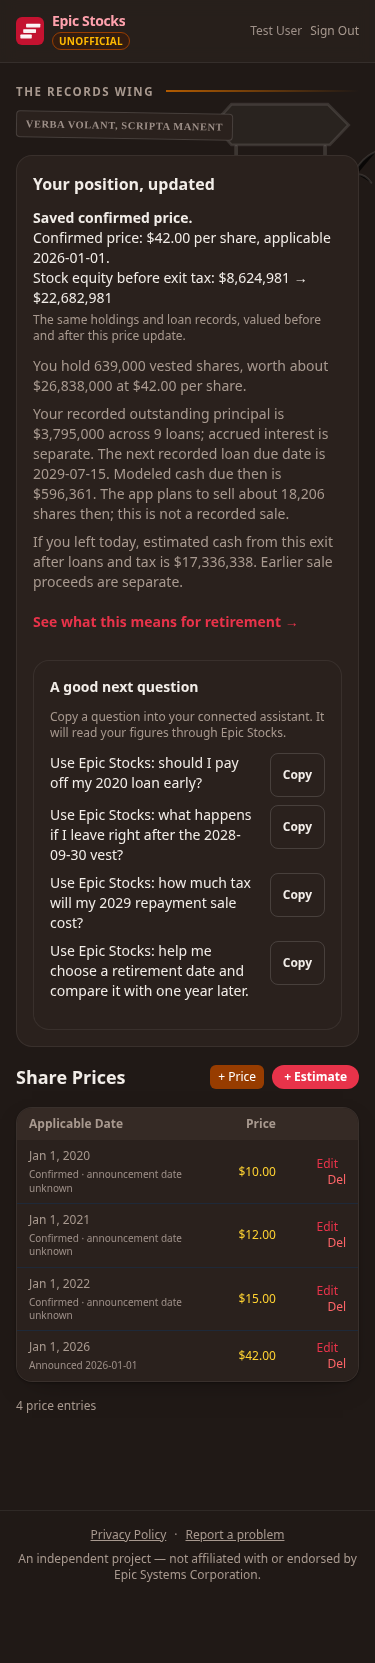 Epic Stocks
UNOFFICIAL
Test User Sign Out
THE RECORDS WING
VERBA VOLANT, SCRIPTA MANENT
Your position, updated
Saved confirmed price.
Confirmed price: $42.00 per share, applicable
2026-01-01.
Stock equity before exit tax: $8,624,981 →
$22,682,981
The same holdings and loan records, valued before
and after this price update.
You hold 639,000 vested shares, worth about
$26,838,000 at $42.00 per share.
Your recorded outstanding principal is
$3,795,000 across 9 loans; accrued interest is
separate. The next recorded loan due date is
2029-07-15. Modeled cash due then is
$596,361. The app plans to sell about 18,206
shares then; this is not a recorded sale.
If you left today, estimated cash from this exit
after loans and tax is $17,336,338. Earlier sale
proceeds are separate.
See what this means for retirement →
A good next question
Copy a question into your connected assistant. It
will read your figures through Epic Stocks.
Use Epic Stocks: should I pay
off my 2020 loan early?
Copy
Use Epic Stocks: what happens
if I leave right after the 2028-
09-30 vest?
Copy
Use Epic Stocks: how much tax
will my 2029 repayment sale
cost?
Copy
Use Epic Stocks: help me
choose a retirement date and
compare it with one year later.
Copy
Share Prices
+ Price
+ Estimate
Applicable Date Price
Jan 1, 2020
Confirmed · announcement date
unknown
$10.00
Edit
Del
Jan 1, 2021
Confirmed · announcement date
unknown
$12.00
Edit
Del
Jan 1, 2022
Confirmed · announcement date
unknown
$15.00
Edit
Del
Jan 1, 2026
Announced 2026-01-01
$42.00
Edit
Del
4 price entries
Privacy Policy · Report a problem
An independent project — not affiliated with or endorsed by
Epic Systems Corporation.